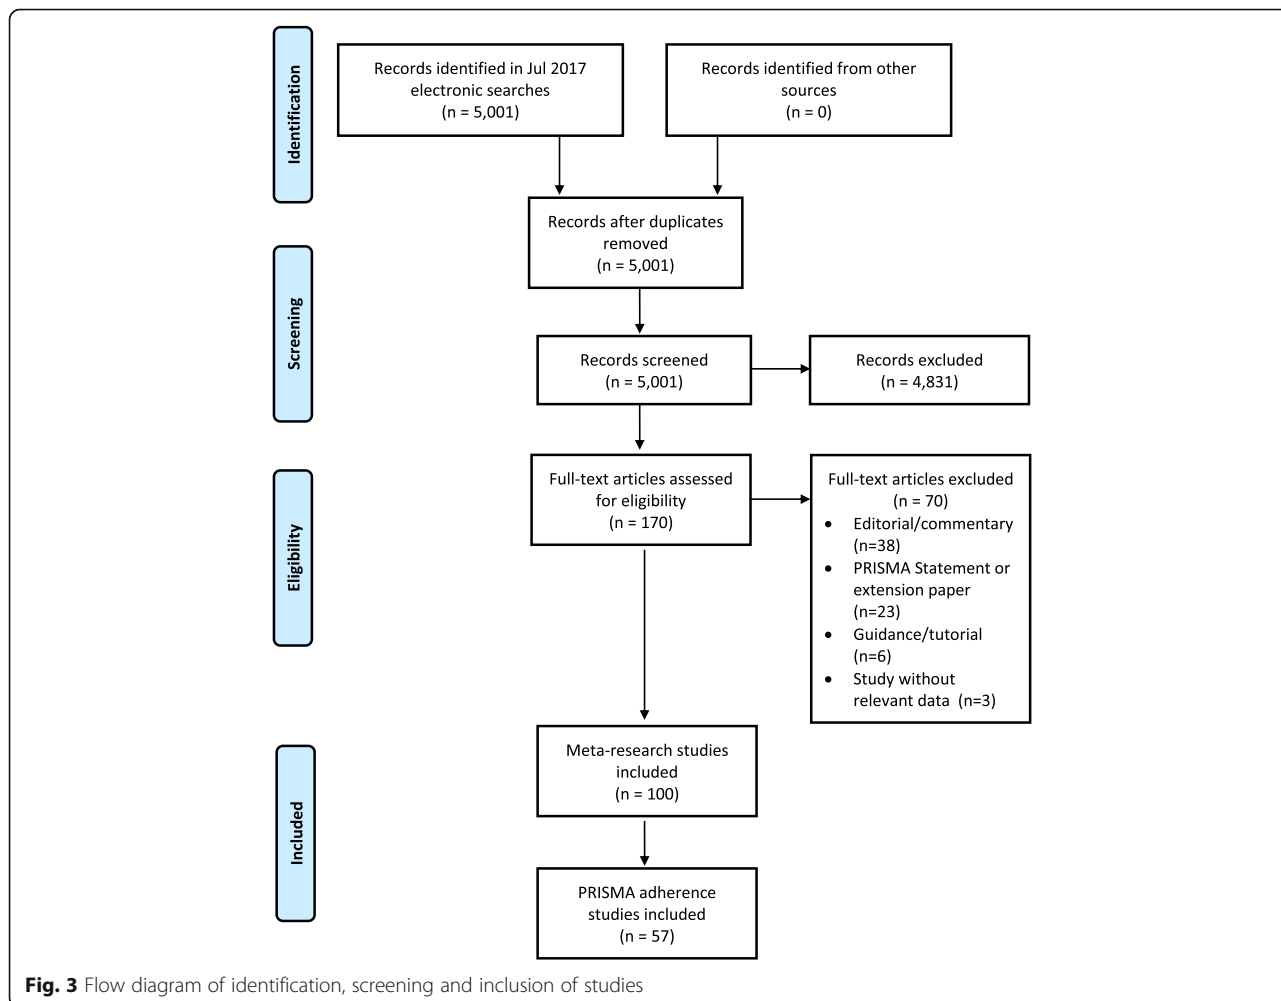 Identification
Records identified in Jul 2017
electronic searches
(n = 5,001)
Records identified from other
sources
(n = 0)
Records after duplicates
removed
(n = 5,001)
Screening
Records screened
(n = 5,001)
Records excluded
(n = 4,831)
Eligibility
Full-text articles assessed
for eligibility
(n = 170)
Full-text articles excluded
(n = 70)
• Editorial/commentary
(n=38)
• PRISMA Statement or
extension paper
(n=23)
• Guidance/tutorial
(n=6)
• Study without
relevant data (n=3)
Included
Meta-research studies
included
(n = 100)
PRISMA adherence
studies included
(n = 57)
Fig. 3 Flow diagram of identification, screening and inclusion of studies